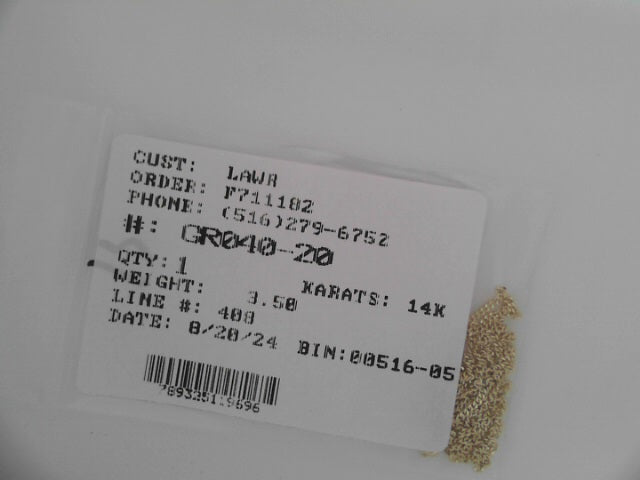 CUST: LAWR
ORDER: F711182
PHONE: (516)279-6752
#: GR040-20
QTY: 1
WEIGHT: 3.50 KARATS: 14K
LINE #: 408
DATE: 8/20/24 BIN:00516-05